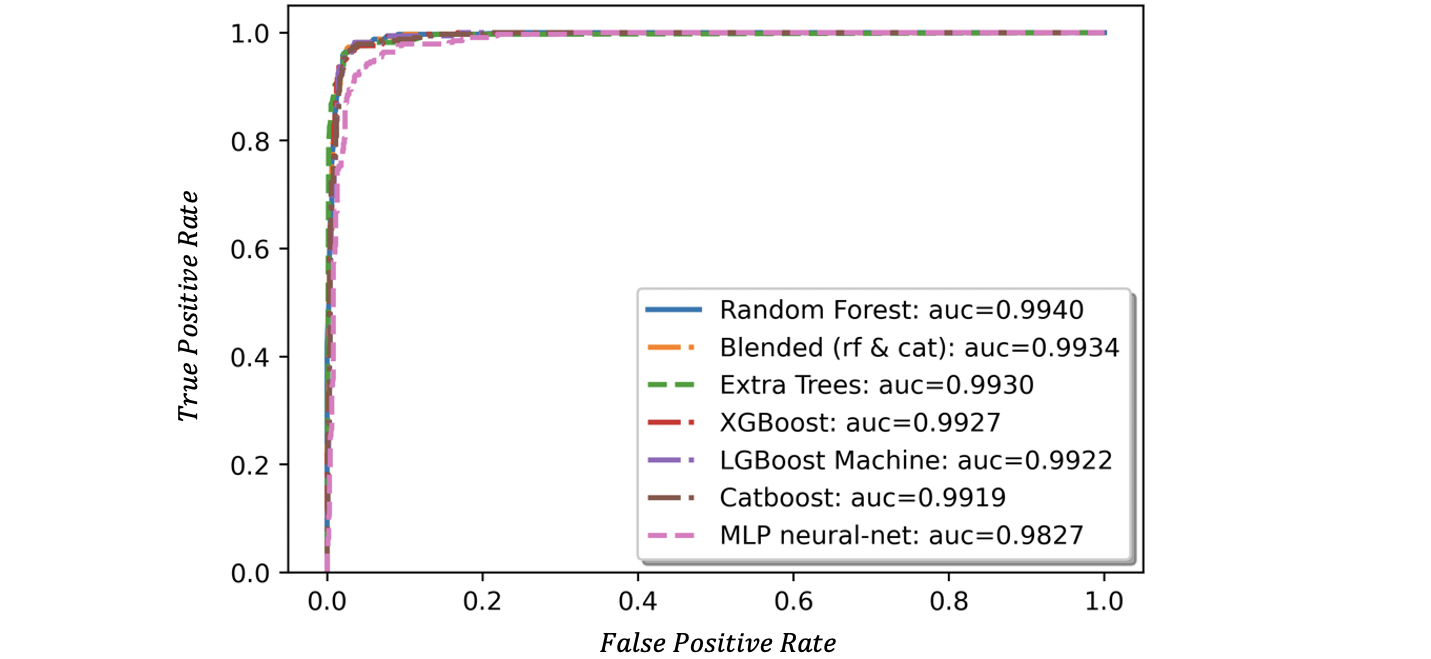 1.0
0.8
0.6
0.4
0.2
0.0
True Positive Rate
Random Forest: auc=0.9940
Blended (rf & cat): auc=0.9934
Extra Trees: auc=0.9930
XGBoost: auc=0.9927
LGBoost Machine: auc=0.9922
Catboost: auc=0.9919
MLP neural-net: auc=0.9827
0.0 0.2 0.4 0.6 0.8 1.0
False Positive Rate